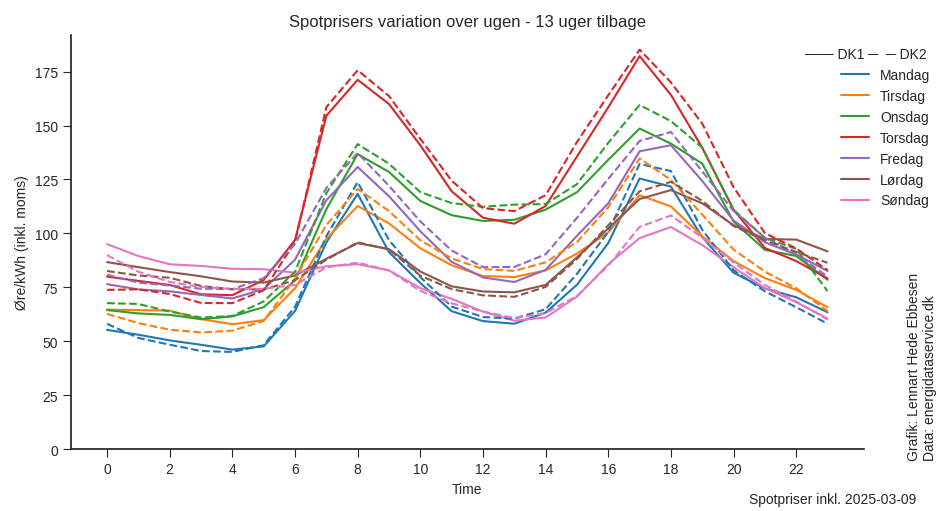 Spotprisers variation over ugen - 13 uger tilbage
Øre/kWh (inkl. moms)
175
150
125
100
75
50
25
0
0 2 4 6 8 10 12 14 16 18 20 22
Time
DK1 DK2
Mandag
Tirsdag
Onsdag
Torsdag
Fredag
Lørdag
Søndag
Grafik: Lennart Hede Ebbesen
Data: energidataservice.dk
Spotpriser inkl. 2025-03-09